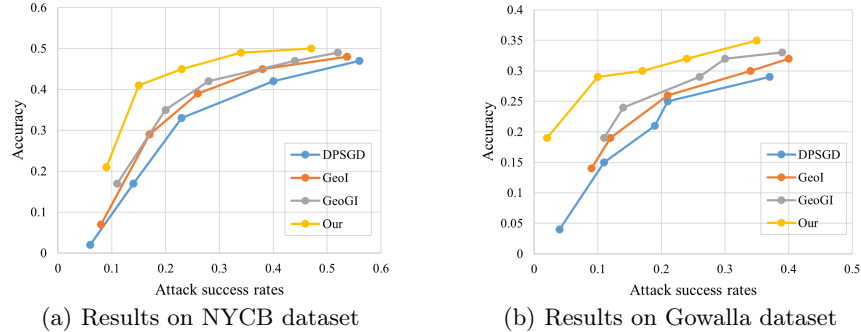 0.6
0.5
0.4
0.3
0.2
0.1
0
Accuracy
0 0.1 0.2 0.3 0.4 0.5 0.6
Attack success rates
DPSGD
GeoI
GeoGI
Our
(a) Results on NYCB dataset
0.4
0.35
0.3
0.25
0.2
0.15
0.1
0.05
0
Accuracy
0 0.1 0.2 0.3 0.4 0.5
Attack success rates
DPSGD
GeoI
GeoGI
Our
(b) Results on Gowalla dataset